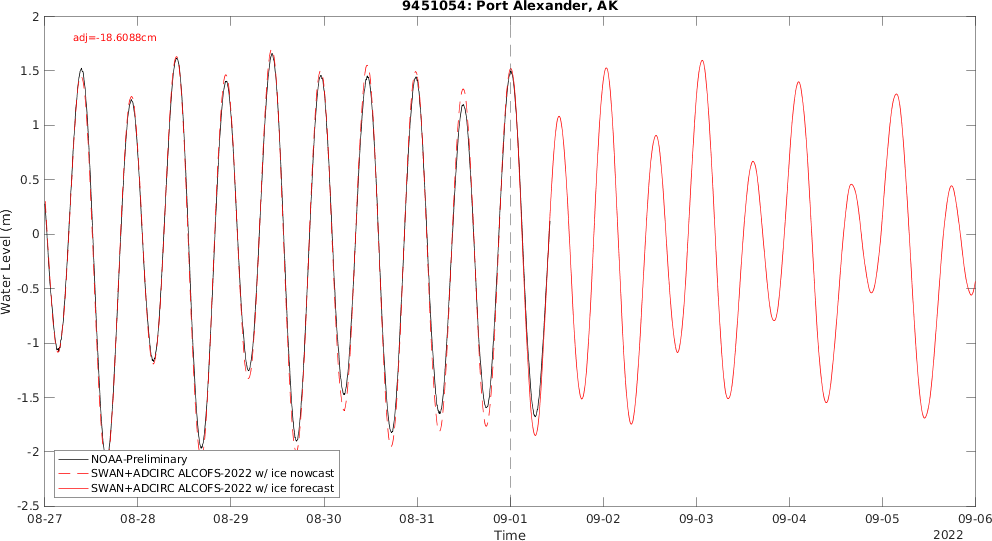 9451054: Port Alexander, AK
adj=-18.6088cm
2
1.5
1
0.5
0
-0.5
-1
-1.5
-2
-2.5
Water Level (m)
NOAA-Preliminary
SWAN+ADCIRC ALCOFS-2022 w/ ice nowcast
SWAN+ADCIRC ALCOFS-2022 w/ ice forecast
08-27 08-28 08-29 08-30 08-31 09-01 09-02 09-03 09-04 09-05 09-06
Time
2022